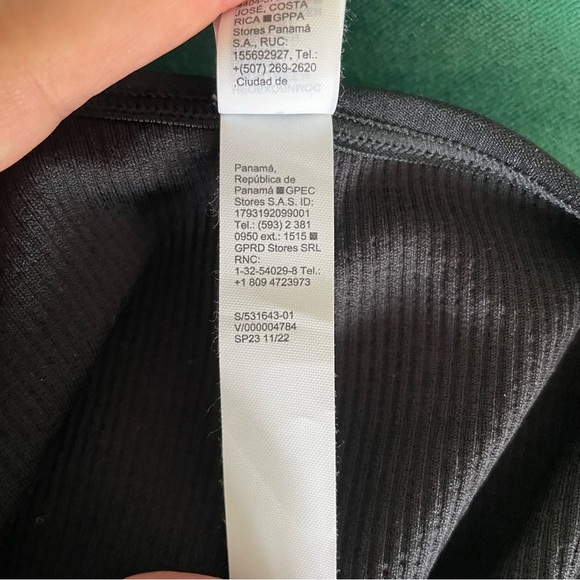 JOSÉ, COSTA
RICA ■GPPA
Stores Panamá
S.A., RUC:
155692927, Tel.:
+(507) 269-2620
,Ciudad de
Panamá,
República de
Panamá ■GPEC
Stores S.A.S. ID:
1793192099001
Tel.: (593) 2 381
0950 ext.: 1515 ■
GPRD Stores SRL
RNC:
1-32-54029-8 Tel.:
+1 809 4723973
S/531643-01
V/000004784
SP23 11/22